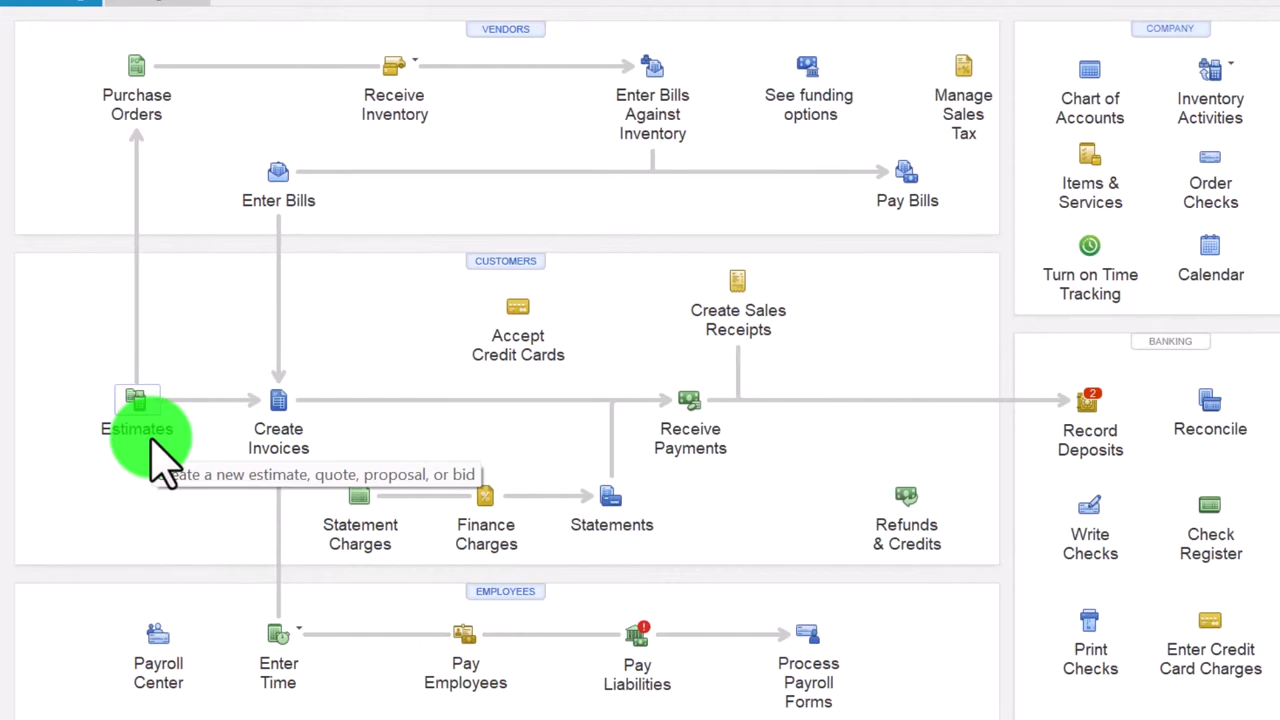 VENDORS
Purchase
Orders
Receive
Inventory
Enter Bills
Against
Inventory
See funding
options
Manage
Sales
Tax
Enter Bills
Pay Bills
CUSTOMERS
Accept
Credit Cards
Create Sales
Receipts
Estimates
Create
Invoices
Receive
Payments
eate a new estimate, quote, proposal, or bid
Statement
Charges
Finance
Charges
Statements
Refunds
& Credits
EMPLOYEES
Payroll
Center
Enter
Time
Pay
Employees
Pay
Liabilities
Process
Payroll
Forms
COMPANY
Chart of
Accounts
Inventory
Activities
Items &
Services
Order
Checks
Turn on Time
Tracking
Calendar
BANKING
2
Record
Deposits
Reconcile
Write
Checks
Check
Register
Print
Checks
Enter Credit
Card Charges